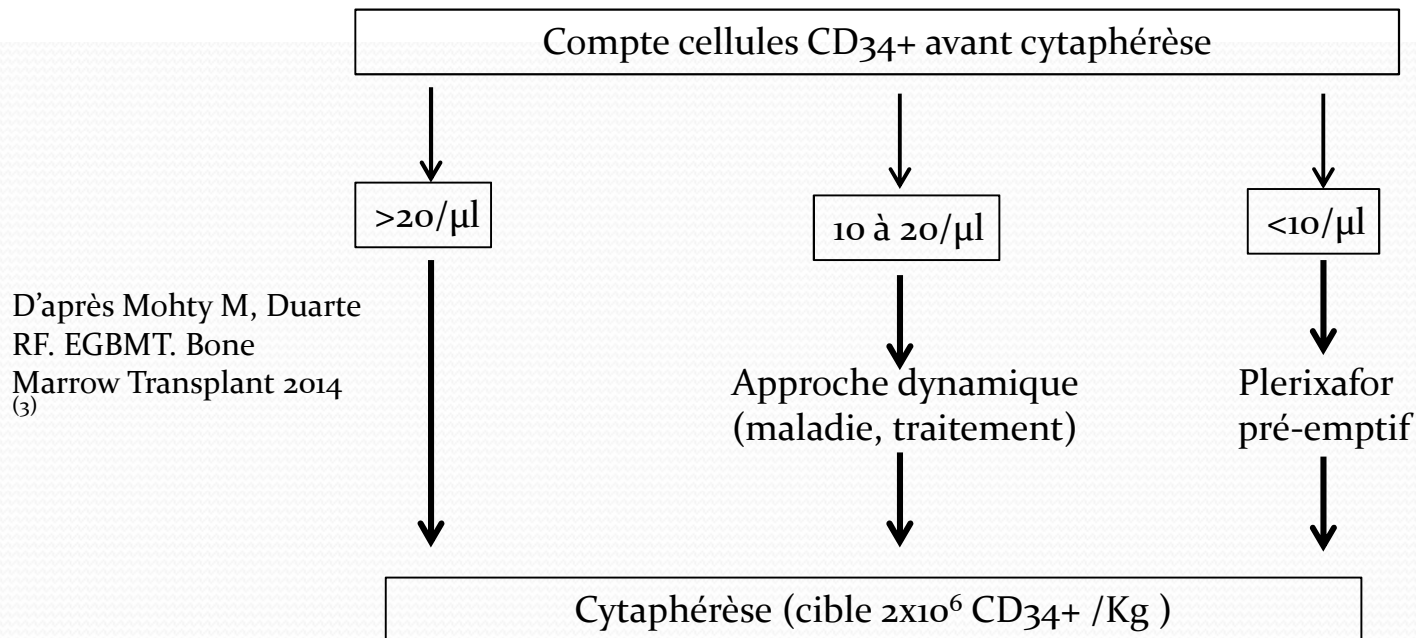 Compte cellules CD34+ avant cytaphérèse
>20/µl
10 à 20/µl
<10/µl
D'après Mohty M, Duarte
RF. EGBMT. Bone
Marrow Transplant 2014
(3)
Approche dynamique
(maladie, traitement)
Plerixafor
pré-emptif
Cytaphérèse (cible 2x10⁶ CD34+ /Kg )